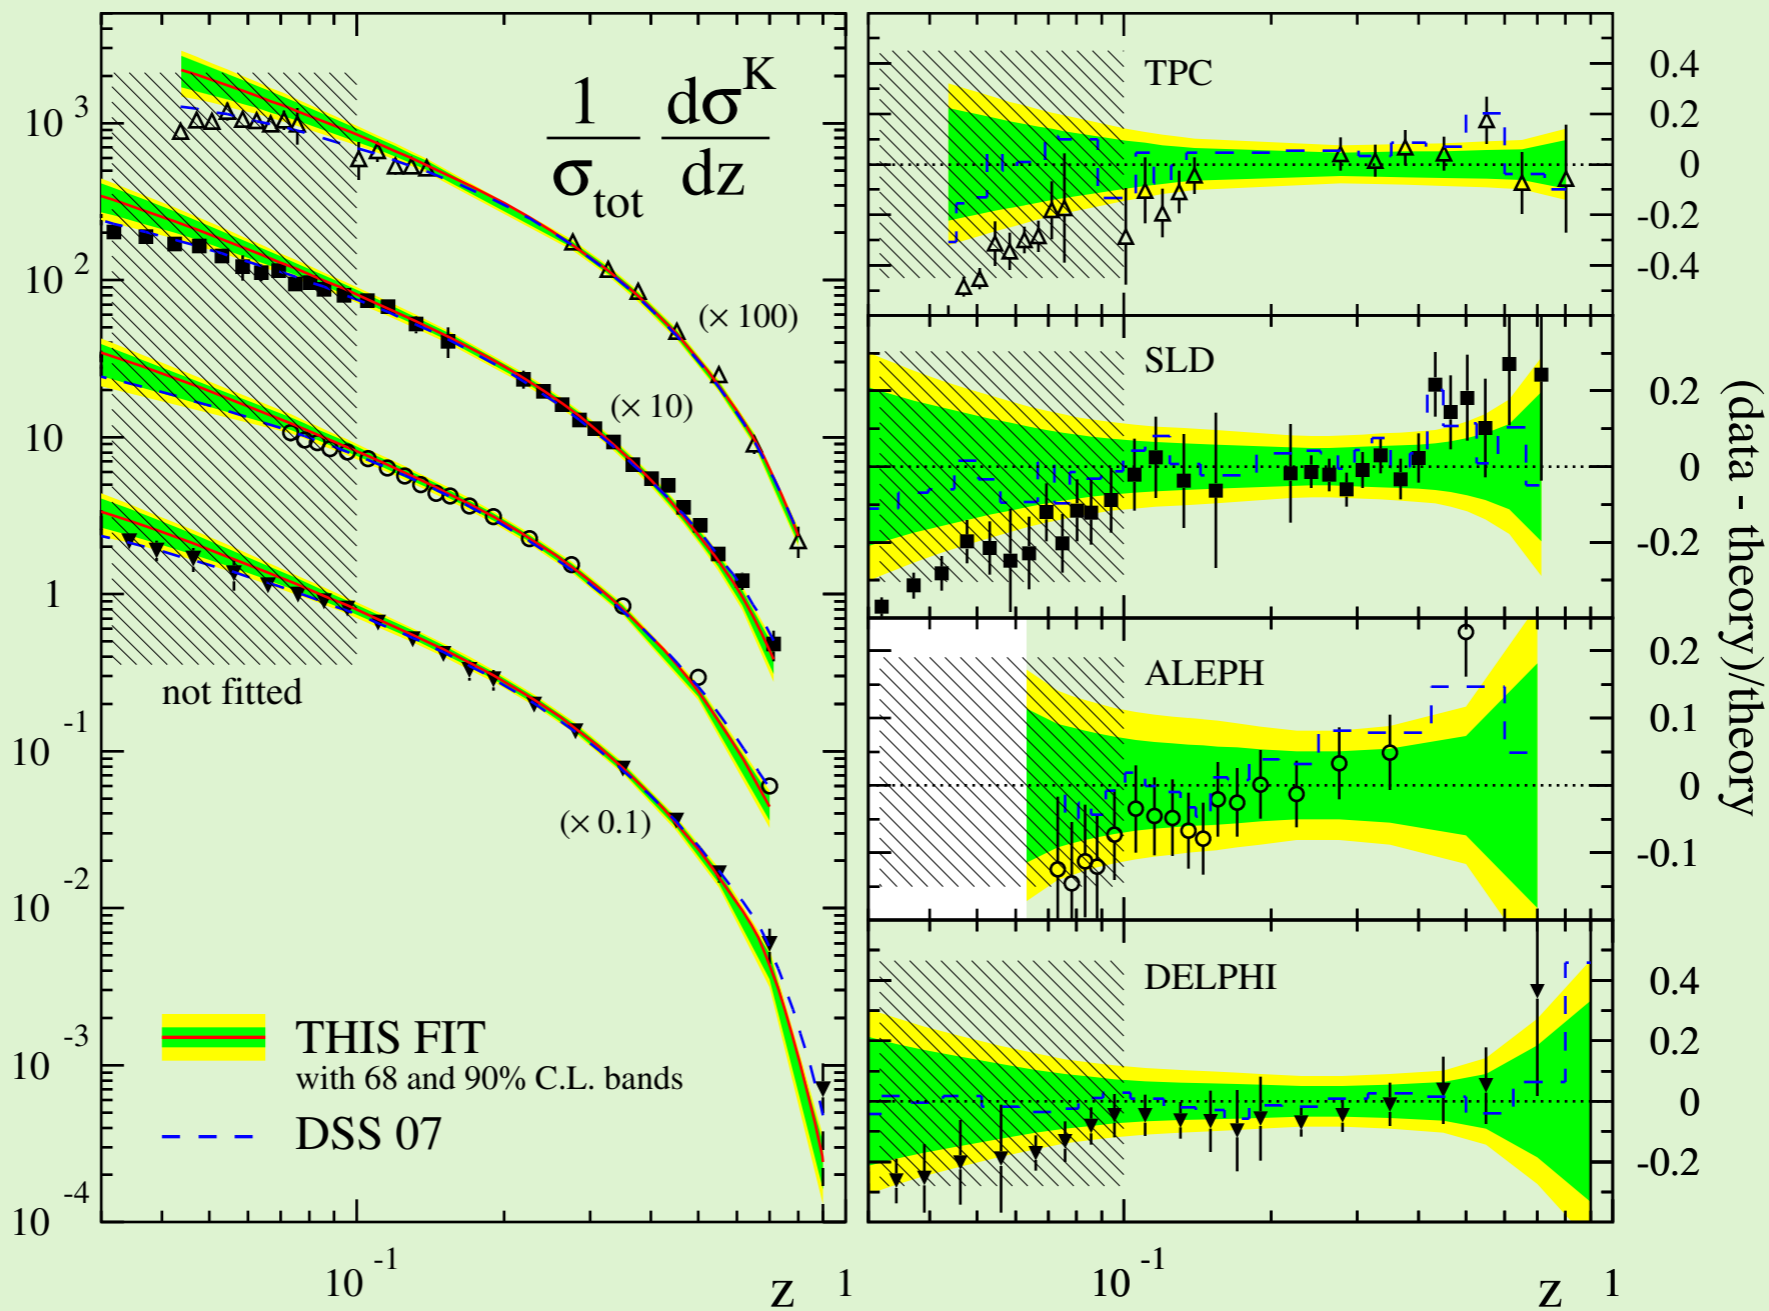 1
σtot
dσ^K
dz
10^3
10^2
10
1
10^-1
10^-2
10^-3
10^-4
(× 100)
(× 10)
(× 0.1)
not fitted
THIS FIT
with 68 and 90% C.L. bands
DSS 07
10^-1
z
1
TPC
0.4
0.2
0
-0.2
-0.4
SLD
0.2
0
-0.2
ALEPH
0.2
0.1
0
-0.1
DELPHI
0.4
0.2
0
-0.2
(data - theory)/theory
10^-1
z
1